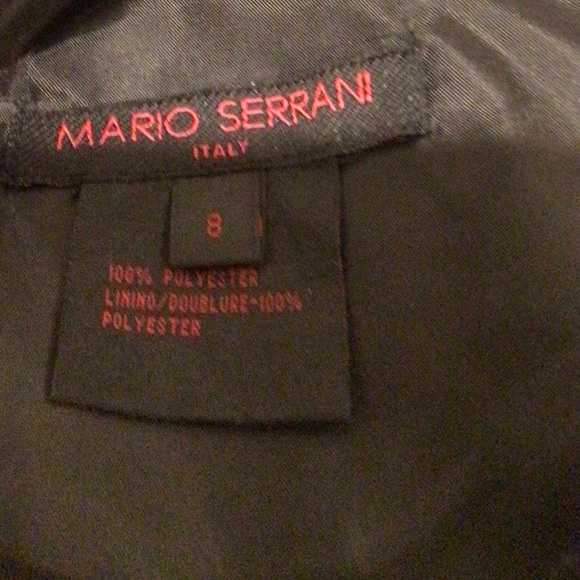 MARIO SERRANI
ITALY
8
100% POLYESTER
LINING/DOUBLURE-100%
POLYESTER